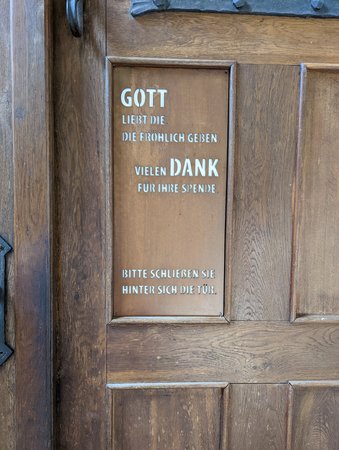 GOTT
LIEBT DIE
DIE FRÖHLICH GEBEN
VIELEN DANK
FÜR IHRE SPENDE
BITTE SCHLIEßEN SIE
HINTER SICH DIE TÜR.